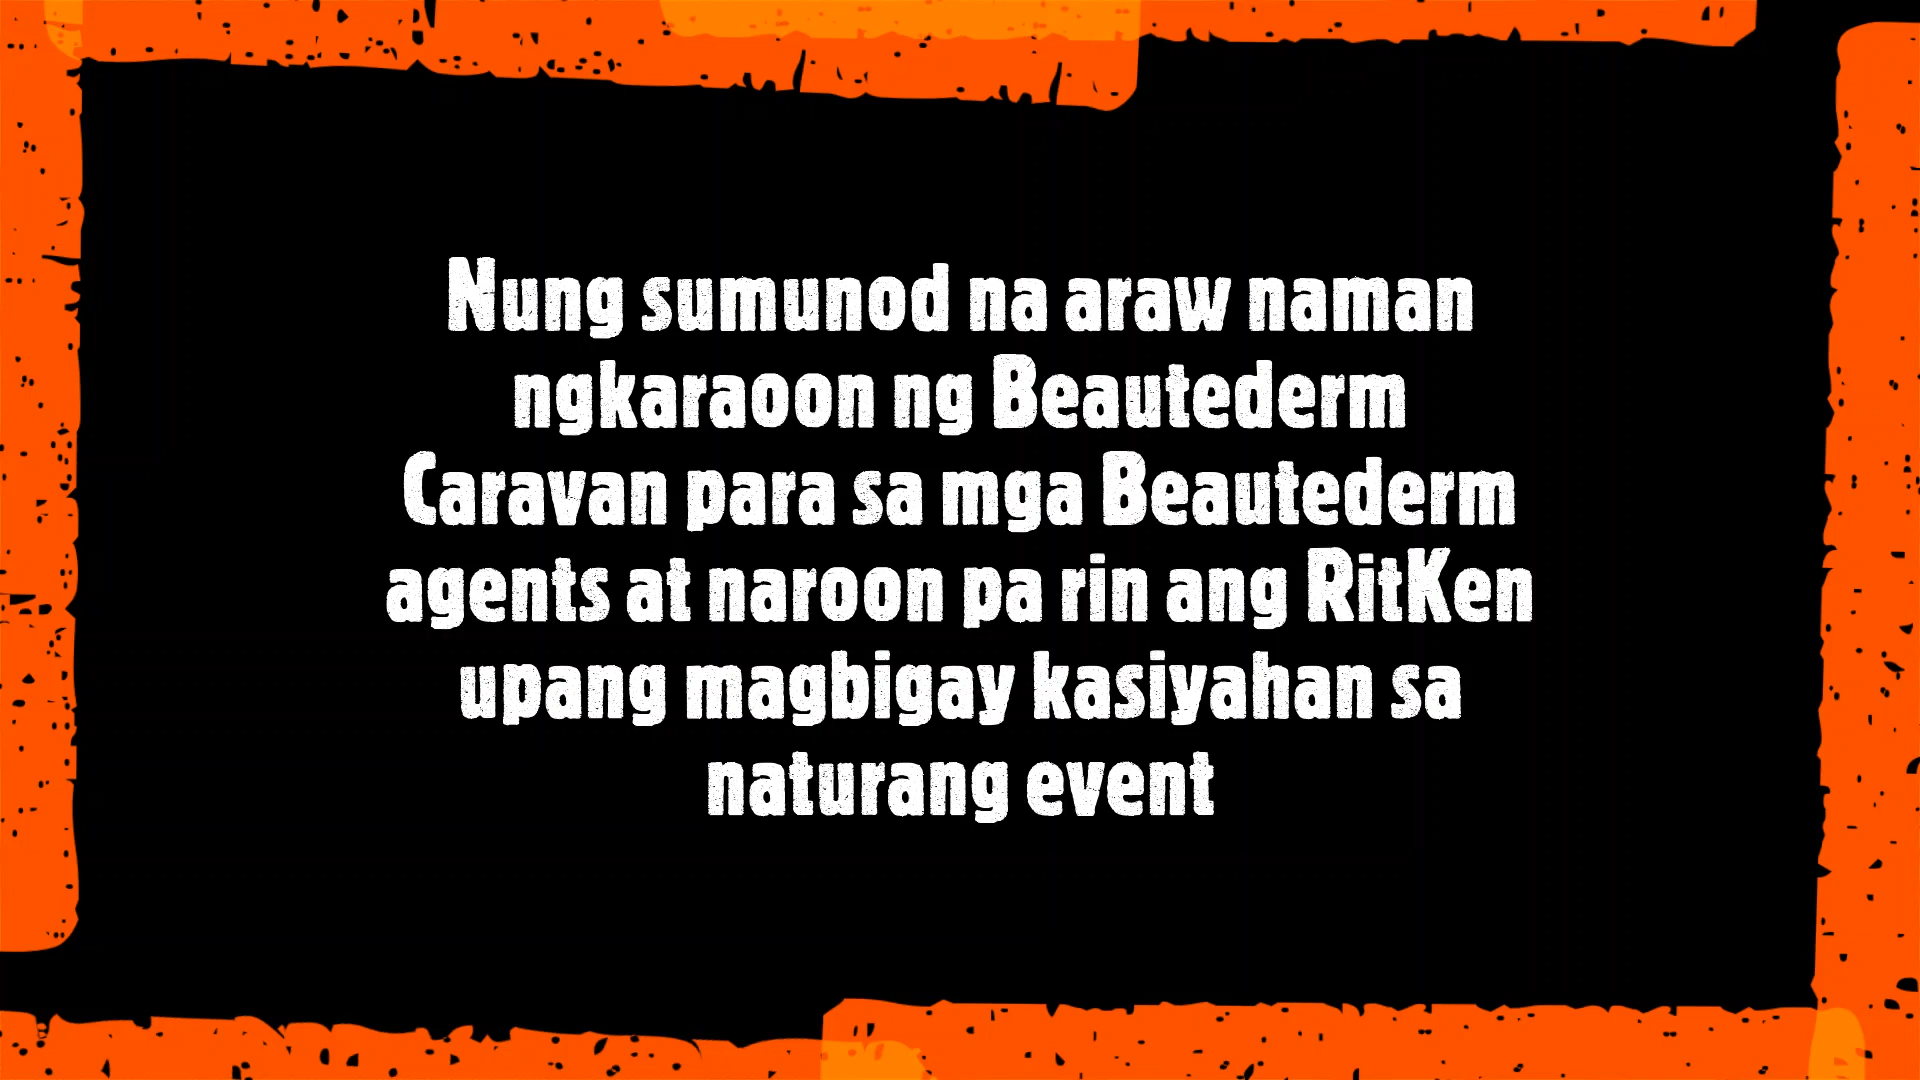 Nung sumunod na araw naman
ngkaraoon ng Beautederm
Caravan para sa mga Beautederm
agents at naroon pa rin ang RitKen
upang magbigay kasiyahan sa
naturang event